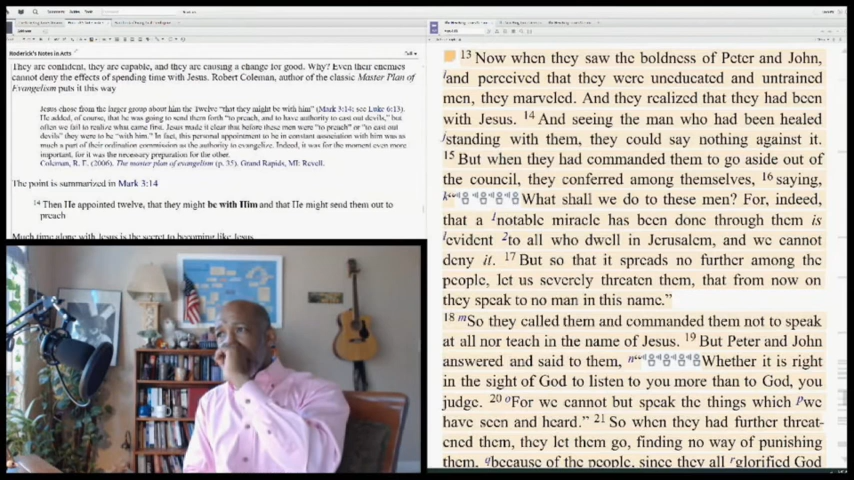 Roderick's Notes in Acts
They are confident, they are capable, and they are causing a change for good. Why? Even their enemies
cannot deny the effects of spending time with Jesus. Robert Coleman, author of the classic Master Plan of
Evangelism puts it this way
Jesus chose from the larger group about him the Twelve "that they might be with him" (Mark 3:14; see Luke 6:13).
He added, of course, that he was going to send them forth "to preach, and to have authority to cast out devils," but
often we fail to realize what came first. Jesus made it clear that before these men were "to preach" or "to cast out
devils" they were to be "with him." In fact, this personal appointment to be in constant association with him was as
much a part of their ordination commission as the authority to evangelize. Indeed, it was for the moment even more
important, for it was the necessary preparation for the other.
Coleman, R. E. (2006). The master plan of evangelism (p. 35). Grand Rapids, MI: Revell.
The point is summarized in Mark 3:14
14 Then He appointed twelve, that they might be with Him and that He might send them out to
preach
Much time alone with Jesus is the secret to becoming like Jesus
13 Now when they saw the boldness of Peter and John,
l and perceived that they were uneducated and untrained
men, they marveled. And they realized that they had been
with Jesus. 14 And seeing the man who had been healed
j standing with them, they could say nothing against it.
15 But when they had commanded them to go aside out of
the council, they conferred among themselves, 16 saying,
k“ What shall we do to these men? For, indeed,
that a l notable miracle has been done through them is
l evident 2 to all who dwell in Jerusalem, and we cannot
deny it. 17 But so that it spreads no further among the
people, let us severely threaten them, that from now on
they speak to no man in this name.”
18 m So they called them and commanded them not to speak
at all nor teach in the name of Jesus. 19 But Peter and John
answered and said to them, n“ Whether it is right
in the sight of God to listen to you more than to God, you
judge. 20 o For we cannot but speak the things which p we
have seen and heard.” 21 So when they had further threat-
ened them, they let them go, finding no way of punishing
them, q because of the people, since they all r glorified God